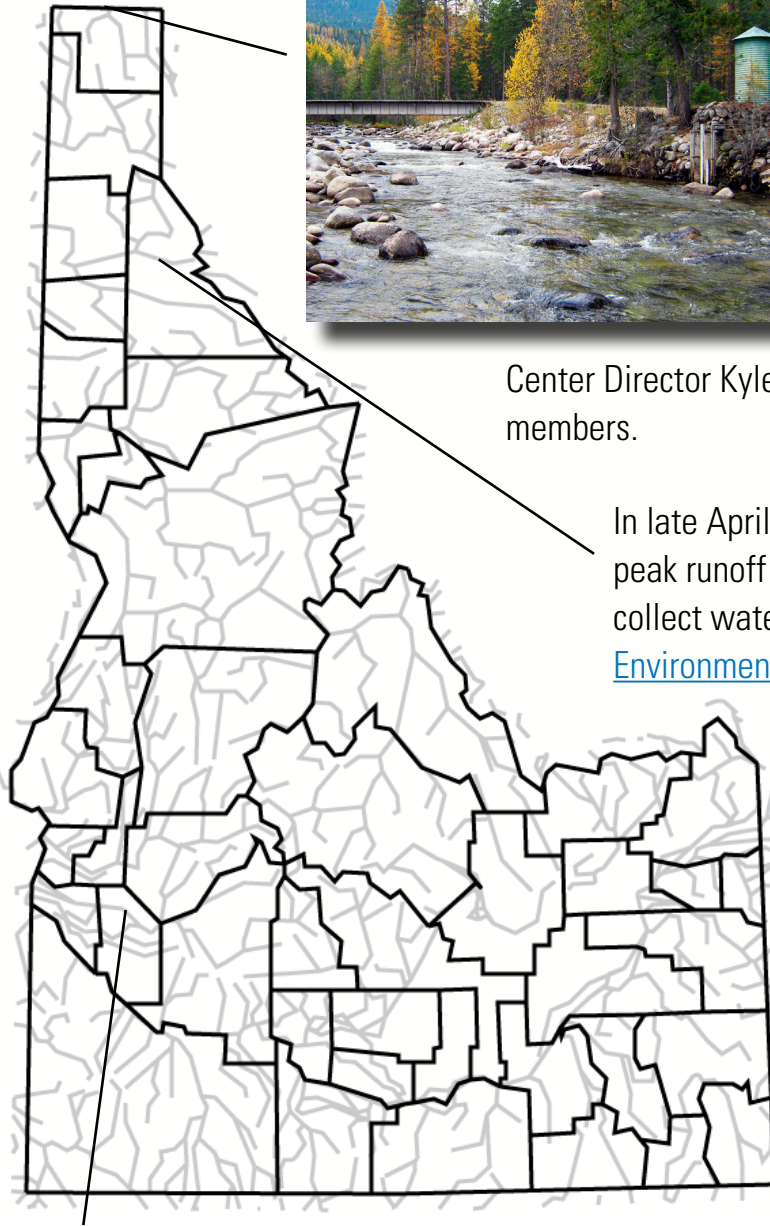 Center Director Kyle
members.
In late April
peak runoff
collect wate
Environmen